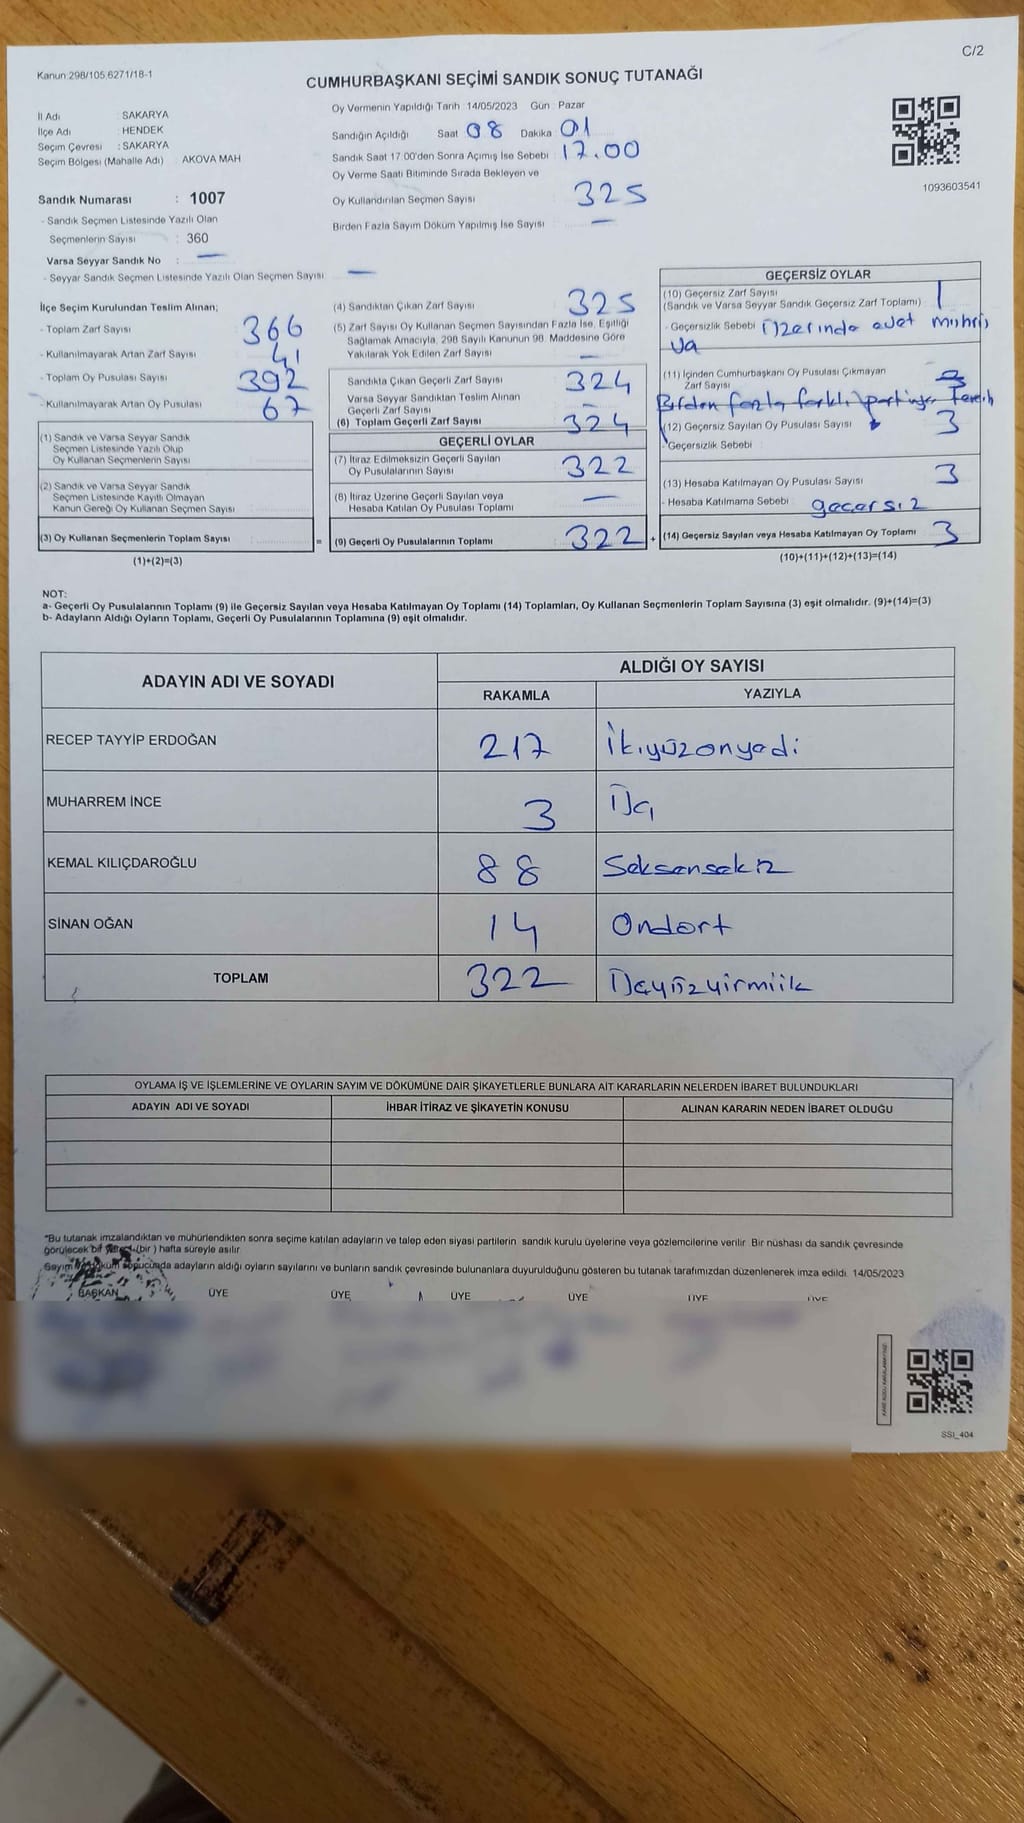 C/2
Kanun:298/105,6271/18-1
CUMHURBAŞKANI SEÇİMİ SANDIK SONUÇ TUTANAĞI
İl Adı : SAKARYA
İlçe Adı : HENDEK
Seçim Çevresi : SAKARYA
Seçim Bölgesi (Mahalle Adı) : AKOVA MAH
Sandık Numarası : 1007
- Sandık Seçmen Listesinde Yazılı Olan
Seçmenlerin Sayısı : 360
Varsa Seyyar Sandık No : —
- Seyyar Sandık Seçmen Listesinde Yazılı Olan Seçmen Sayısı —
Oy Vermenin Yapıldığı Tarih 14/05/2023 Gün : Pazar
Sandığın Açıldığı Saat 08 Dakika 01
Sandık Saat 17:00'den Sonra Açımış İse Sebebi : 17.00
Oy Verme Saati Bitiminde Sırada Bekleyen ve
Oy Kullandırılan Seçmen Sayısı 325
Birden Fazla Sayım Döküm Yapılmış İse Sayısı : —
1093603541
İlçe Seçim Kurulundan Teslim Alınan;
- Toplam Zarf Sayısı 366
- Kullanılmayarak Artan Zarf Sayısı 41
- Toplam Oy Pusulası Sayısı 392
- Kullanılmayarak Artan Oy Pusulası 67
(1) Sandık ve Varsa Seyyar Sandık
Seçmen Listesinde Yazılı Olup
Oy Kullanan Seçmenlerin Sayısı
(2) Sandık ve Varsa Seyyar Sandık
Seçmen Listesinde Kayıtlı Olmayan
Kanun Gereği Oy Kullanan Seçmen Sayısı :
(3) Oy Kullanan Seçmenlerin Toplam Sayısı : =
(1)+(2)=(3)
(4) Sandıktan Çıkan Zarf Sayısı 325
(5) Zarf Sayısı Oy Kullanan Seçmen Sayısından Fazla İse, Eşitliği
Sağlamak Amacıyla, 298 Sayılı Kanunun 98. Maddesine Göre
Yakılarak Yok Edilen Zarf Sayısı —
Sandıkta Çıkan Geçerli Zarf Sayısı : 324
Varsa Seyyar Sandıktan Teslim Alınan
Geçerli Zarf Sayısı
(6) Toplam Geçerli Zarf Sayısı : 324
GEÇERLİ OYLAR
(7) İtiraz Edilmeksizin Geçerli Sayılan
Oy Pusulalarının Sayısı 322
(8) İtiraz Üzerine Geçerli Sayılan veya
Hesaba Katılan Oy Pusulası Toplamı —
(9) Geçerli Oy Pusulalarının Toplamı 322 +
GEÇERSİZ OYLAR
(10) Geçersiz Zarf Sayısı
(Sandık ve Varsa Seyyar Sandık Geçersiz Zarf Toplamı) 1
- Geçersizlik Sebebi : Üzerinde evet mührü
va
(11) İçinden Cumhurbaşkanı Oy Pusulası Çıkmayan
Zarf Sayısı
Birden fazla farklı partiye tercih
(12) Geçersiz Sayılan Oy Pusulası Sayısı 3
- Geçersizlik Sebebi :
(13) Hesaba Katılmayan Oy Pusulası Sayısı 3
- Hesaba Katılmama Sebebi : geçersiz
(14) Geçersiz Sayılan veya Hesaba Katılmayan Oy Toplamı 3
(10)+(11)+(12)+(13)=(14)
NOT:
a- Geçerli Oy Pusulalarının Toplamı (9) ile Geçersiz Sayılan veya Hesaba Katılmayan Oy Toplamı (14) Toplamları, Oy Kullanan Seçmenlerin Toplam Sayısına (3) eşit olmalıdır. (9)+(14)=(3)
b- Adayların Aldığı Oyların Toplamı, Geçerli Oy Pusulalarının Toplamına (9) eşit olmalıdır.
ADAYIN ADI VE SOYADI
ALDIĞI OY SAYISI
RAKAMLA YAZIYLA
RECEP TAYYİP ERDOĞAN 217 İkiyüzonyedi
MUHARREM İNCE 3 Üç
KEMAL KILIÇDAROĞLU 88 Seksensekiz
SİNAN OĞAN 14 Ondört
TOPLAM 322 Üçyüzyirmiik
OYLAMA İŞ VE İŞLEMLERİNE VE OYLARIN SAYIM VE DÖKÜMÜNE DAİR ŞİKAYETLERLE BUNLARA AİT KARARLARIN NELERDEN İBARET BULUNDUKLARI
ADAYIN ADI VE SOYADI İHBAR İTİRAZ VE ŞİKAYETİN KONUSU ALINAN KARARIN NEDEN İBARET OLDUĞU
*Bu tutanak imzalandıktan ve mühürlendikten sonra seçime katılan adayların ve talep eden siyasi partilerin sandık kurulu üyelerine veya gözlemcilerine verilir. Bir nüshası da sandık çevresinde
görülecek bir (bir) hafta süreyle asılır.
Sayım döküm sonucunda adayların aldığı oyların sayılarını ve bunların sandık çevresinde bulunanlara duyurulduğunu gösteren bu tutanak tarafımızdan düzenlenerek imza edildi. 14/05/2023
BAŞKAN ÜYE ÜYE ÜYE ÜYE ÜYE ÜYE
SSI_404